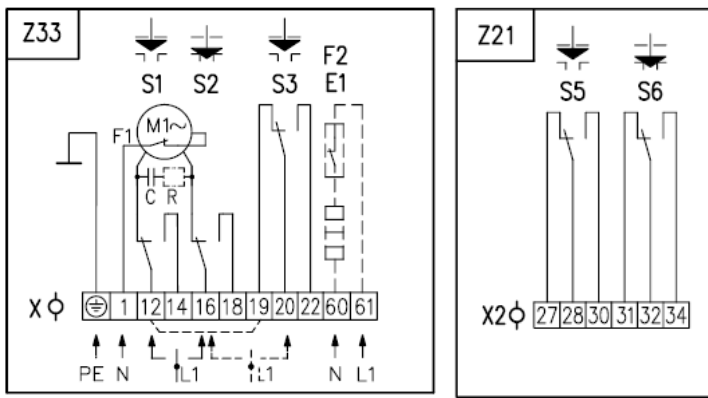 Z33
F2
S1 S2 S3 E1
F1 M1~
C R
X 1 12 14 16 18 19 20 22 60 61
PE N L1 L1 N L1
Z21
S5 S6
X2 27 28 30 31 32 34